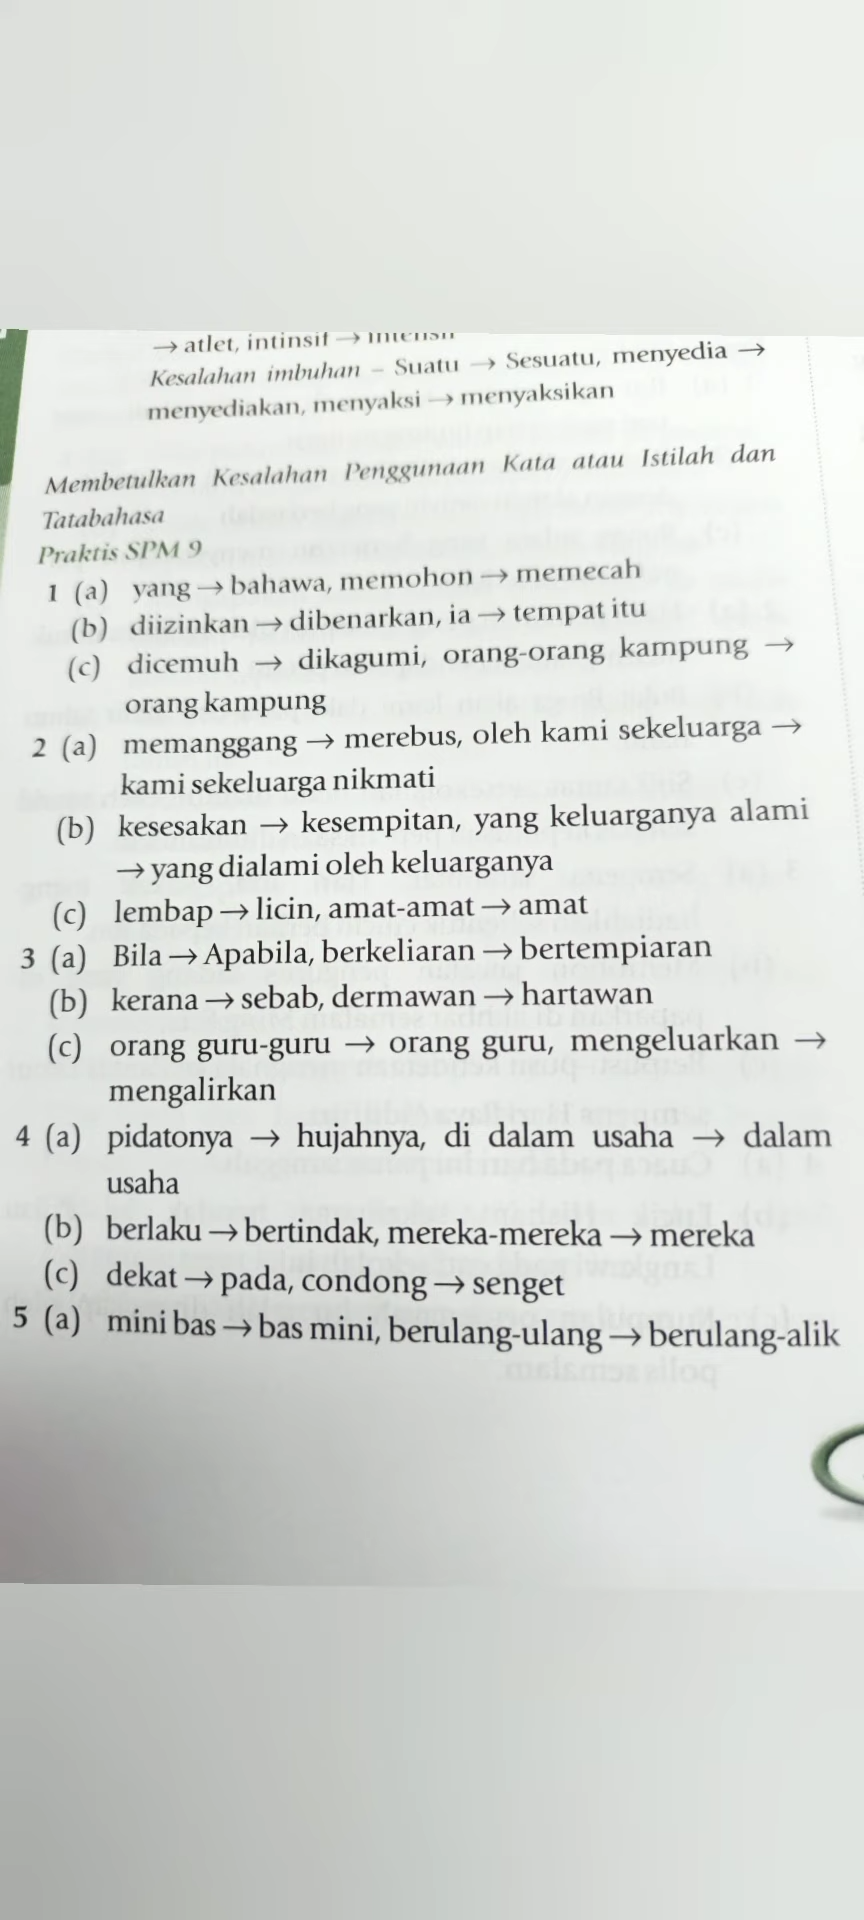 → atlet, intinsif →
Kesalahan imbuhan – Suatu → Sesuatu, menyedia →
menyediakan, menyaksi → menyaksikan
Membetulkan Kesalahan Penggunaan Kata atau Istilah dan
Tatabahasa
Praktis SPM 9
1 (a) yang → bahawa, memohon → memecah
(b) diizinkan → dibenarkan, ia → tempat itu
(c) dicemuh → dikagumi, orang-orang kampung →
orang kampung
2 (a) memanggang → merebus, oleh kami sekeluarga →
kami sekeluarga nikmati
(b) kesesakan → kesempitan, yang keluarganya alami
→ yang dialami oleh keluarganya
(c) lembap → licin, amat-amat → amat
3 (a) Bila → Apabila, berkeliaran → bertempiaran
(b) kerana → sebab, dermawan → hartawan
(c) orang guru-guru → orang guru, mengeluarkan →
mengalirkan
4 (a) pidatonya → hujahnya, di dalam usaha → dalam
usaha
(b) berlaku → bertindak, mereka-mereka → mereka
(c) dekat → pada, condong → senget
5 (a) mini bas → bas mini, berulang-ulang → berulang-alik